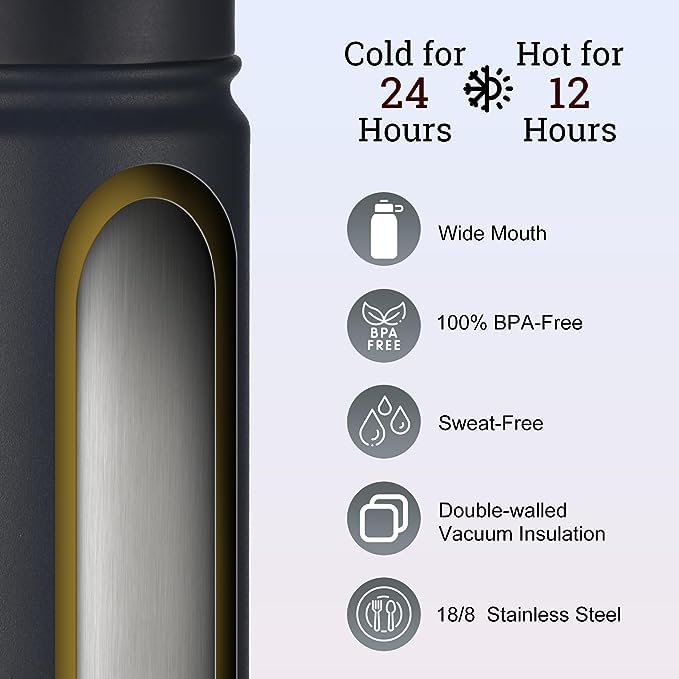 Cold for
24
Hours
Hot for
12
Hours
Wide Mouth
BPA
FREE
100% BPA-Free
Sweat-Free
Double-walled
Vacuum Insulation
18/8 Stainless Steel